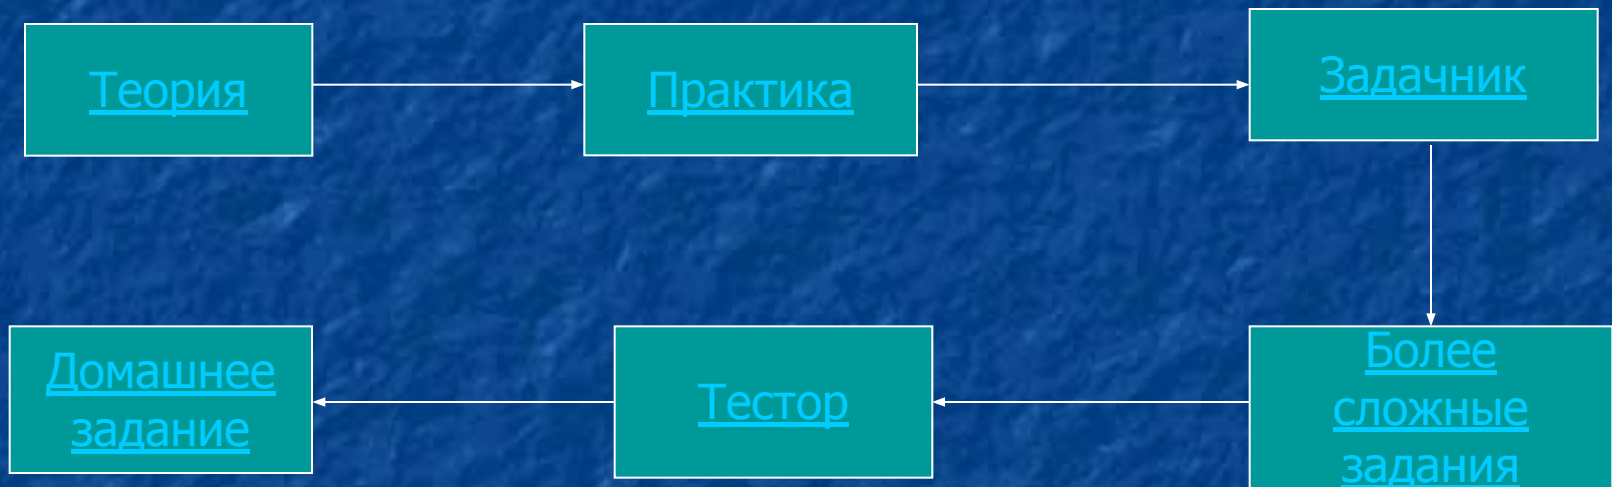 Теория
Практика
Задачник
Более
сложные
задания
Тестор
Домашнее
задание